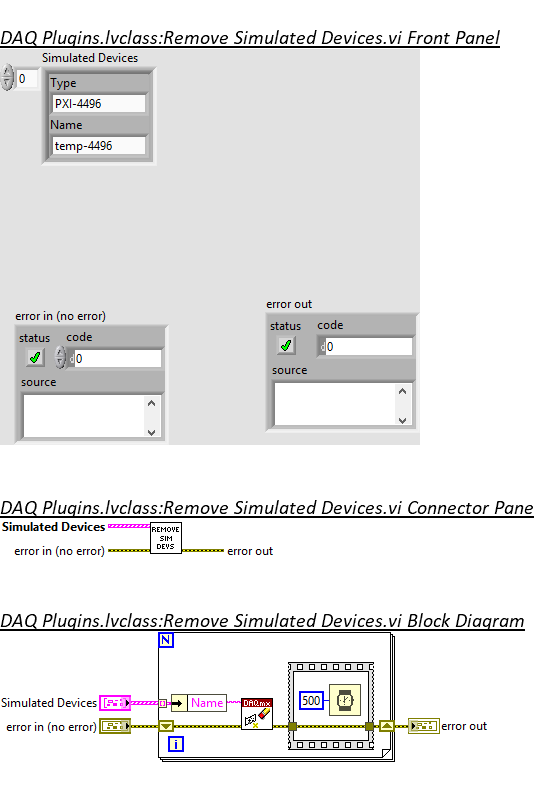 DAQ Plugins.lvclass:Remove Simulated Devices.vi Front Panel
Simulated Devices
0
Type
PXI-4496
Name
temp-4496
error in (no error)
status code
0
source
error out
status code
0
source
DAQ Plugins.lvclass:Remove Simulated Devices.vi Connector Pane
Simulated Devices
REMOVE
SIM
DEVS
error in (no error)
error out
DAQ Plugins.lvclass:Remove Simulated Devices.vi Block Diagram
N
Simulated Devices
Name
DAQmx
500
error in (no error)
error out
i